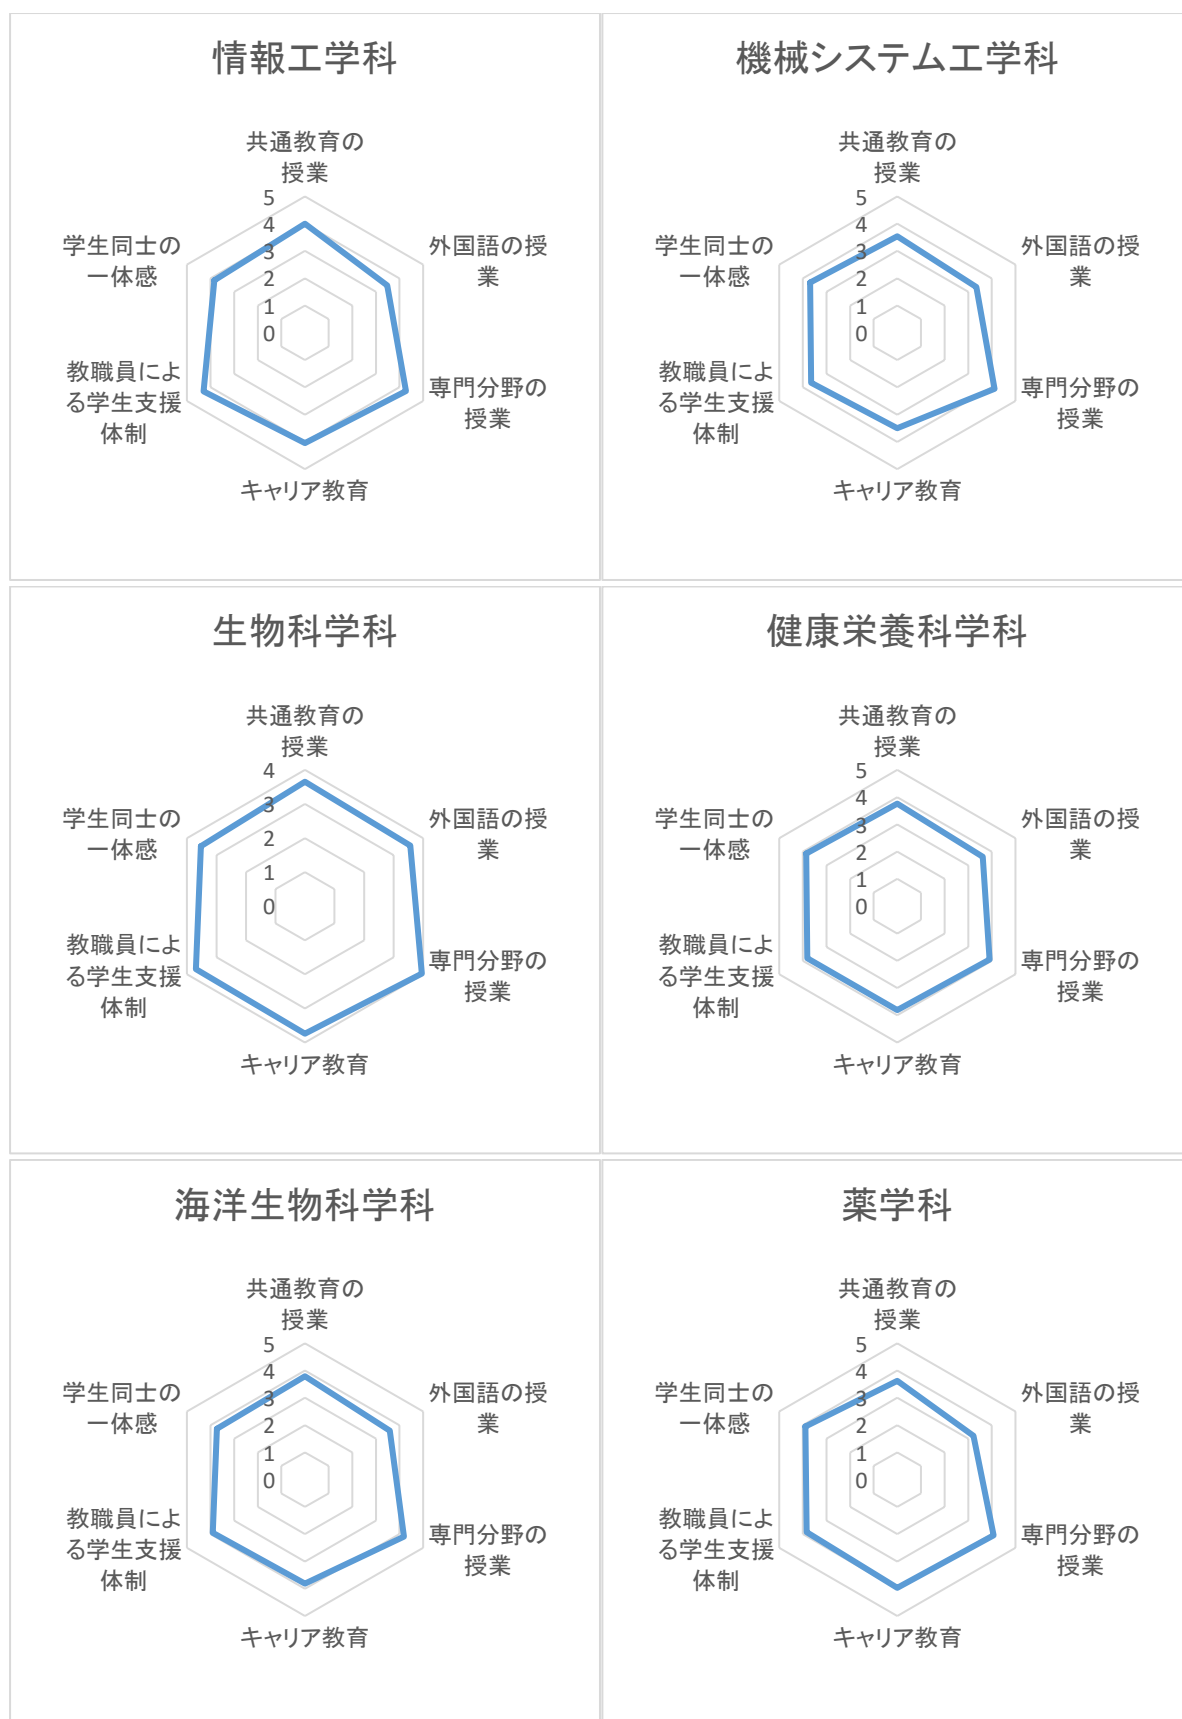 情報工学科
共通教育の
授業
5
4
3
2
1
0
外国語の授
業
専門分野の
授業
キャリア教育
教職員によ
る学生支援
体制
学生同士の
一体感
機械システム工学科
共通教育の
授業
5
4
3
2
1
0
外国語の授
業
専門分野の
授業
キャリア教育
教職員によ
る学生支援
体制
学生同士の
一体感
生物科学科
共通教育の
授業
4
3
2
1
0
外国語の授
業
専門分野の
授業
キャリア教育
教職員によ
る学生支援
体制
学生同士の
一体感
健康栄養科学科
共通教育の
授業
5
4
3
2
1
0
外国語の授
業
専門分野の
授業
キャリア教育
教職員によ
る学生支援
体制
学生同士の
一体感
海洋生物科学科
共通教育の
授業
5
4
3
2
1
0
外国語の授
業
専門分野の
授業
キャリア教育
教職員によ
る学生支援
体制
学生同士の
一体感
薬学科
共通教育の
授業
5
4
3
2
1
0
外国語の授
業
専門分野の
授業
キャリア教育
教職員によ
る学生支援
体制
学生同士の
一体感